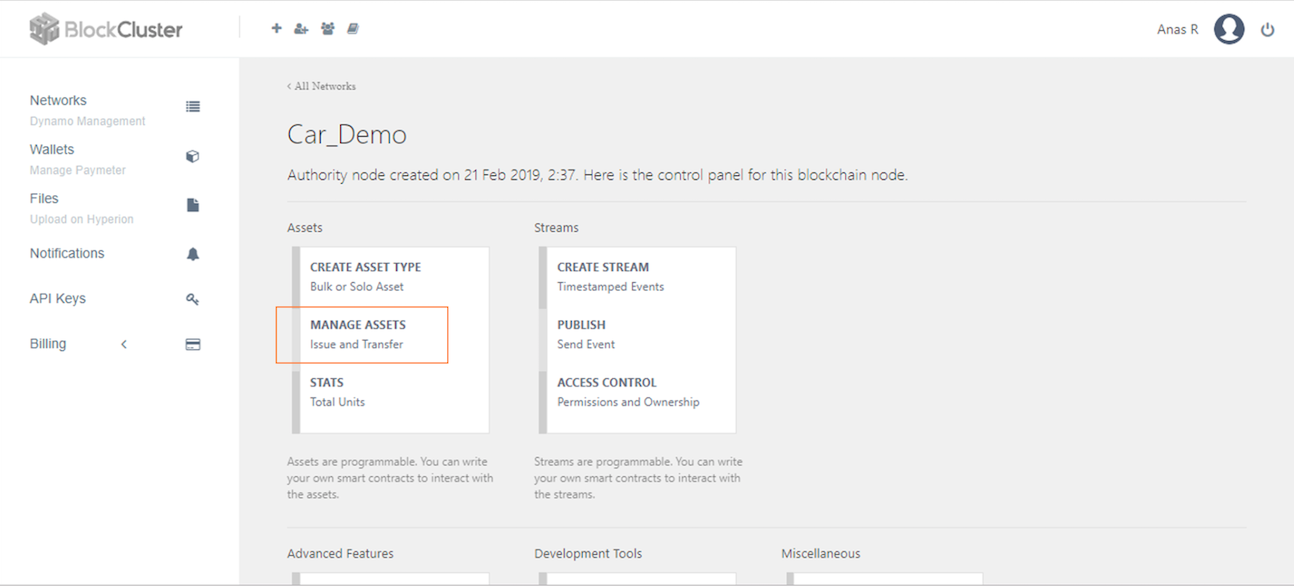 BlockCluster
Anas R
Networks
Dynamo Management
Wallets
Manage Paymeter
Files
Upload on Hyperion
Notifications
API Keys
Billing
‹ All Networks
Car_Demo
Authority node created on 21 Feb 2019, 2:37. Here is the control panel for this blockchain node.
Assets
CREATE ASSET TYPE
Bulk or Solo Asset
MANAGE ASSETS
Issue and Transfer
STATS
Total Units
Assets are programmable. You can write
your own smart contracts to interact with
the assets.
Streams
CREATE STREAM
Timestamped Events
PUBLISH
Send Event
ACCESS CONTROL
Permissions and Ownership
Streams are programmable. You can write
your own smart contracts to interact with
the streams.
Advanced Features
Development Tools
Miscellaneous